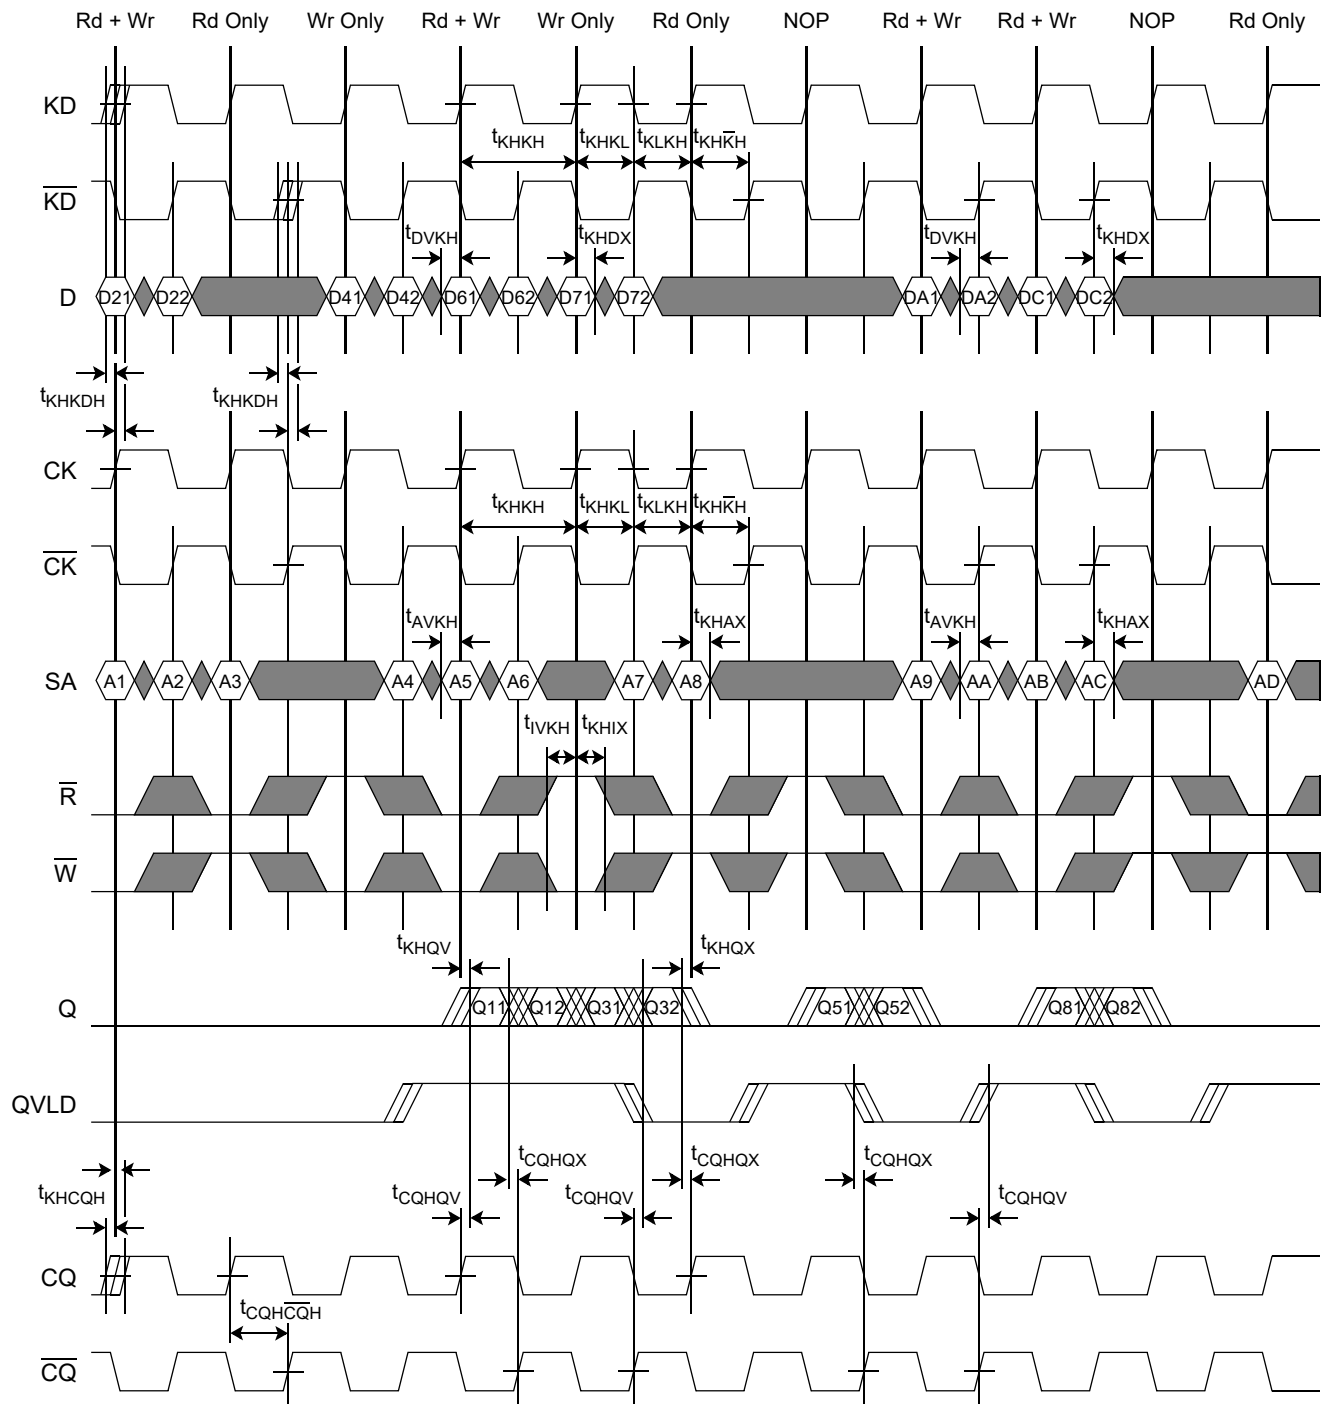 Rd + Wr Rd Only Wr Only Rd + Wr Wr Only Rd Only NOP Rd + Wr Rd + Wr NOP Rd Only
KD
tKHKH tKHKL tKLKH tKHK̅H
K̅D̅
tDVKH tKHDX tDVKH tKHDX
D D21 D22 D41 D42 D61 D62 D71 D72 DA1 DA2 DC1 DC2
tKHKDH tKHKDH
CK
tKHKH tKHKL tKLKH tKHK̅H
C̅K̅
tAVKH tKHAX tAVKH tKHAX
SA A1 A2 A3 A4 A5 A6 A7 A8 A9 AA AB AC AD
tIVKH tKHIX
R̅
W̅
tKHQV tKHQX
Q Q11 Q12 Q31 Q32 Q51 Q52 Q81 Q82
QVLD
tCQHQX tCQHQX tCQHQX
tKHCQH tCQHQV tCQHQV tCQHQV
CQ
tCQHC̅Q̅H
C̅Q̅